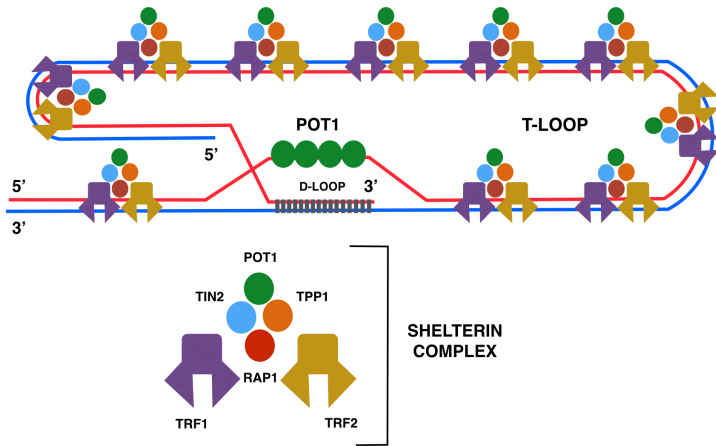 POT1
T-LOOP
5’
5’
D-LOOP
3’
3’
POT1
TIN2
TPP1
SHELTERIN
COMPLEX
RAP1
TRF1
TRF2